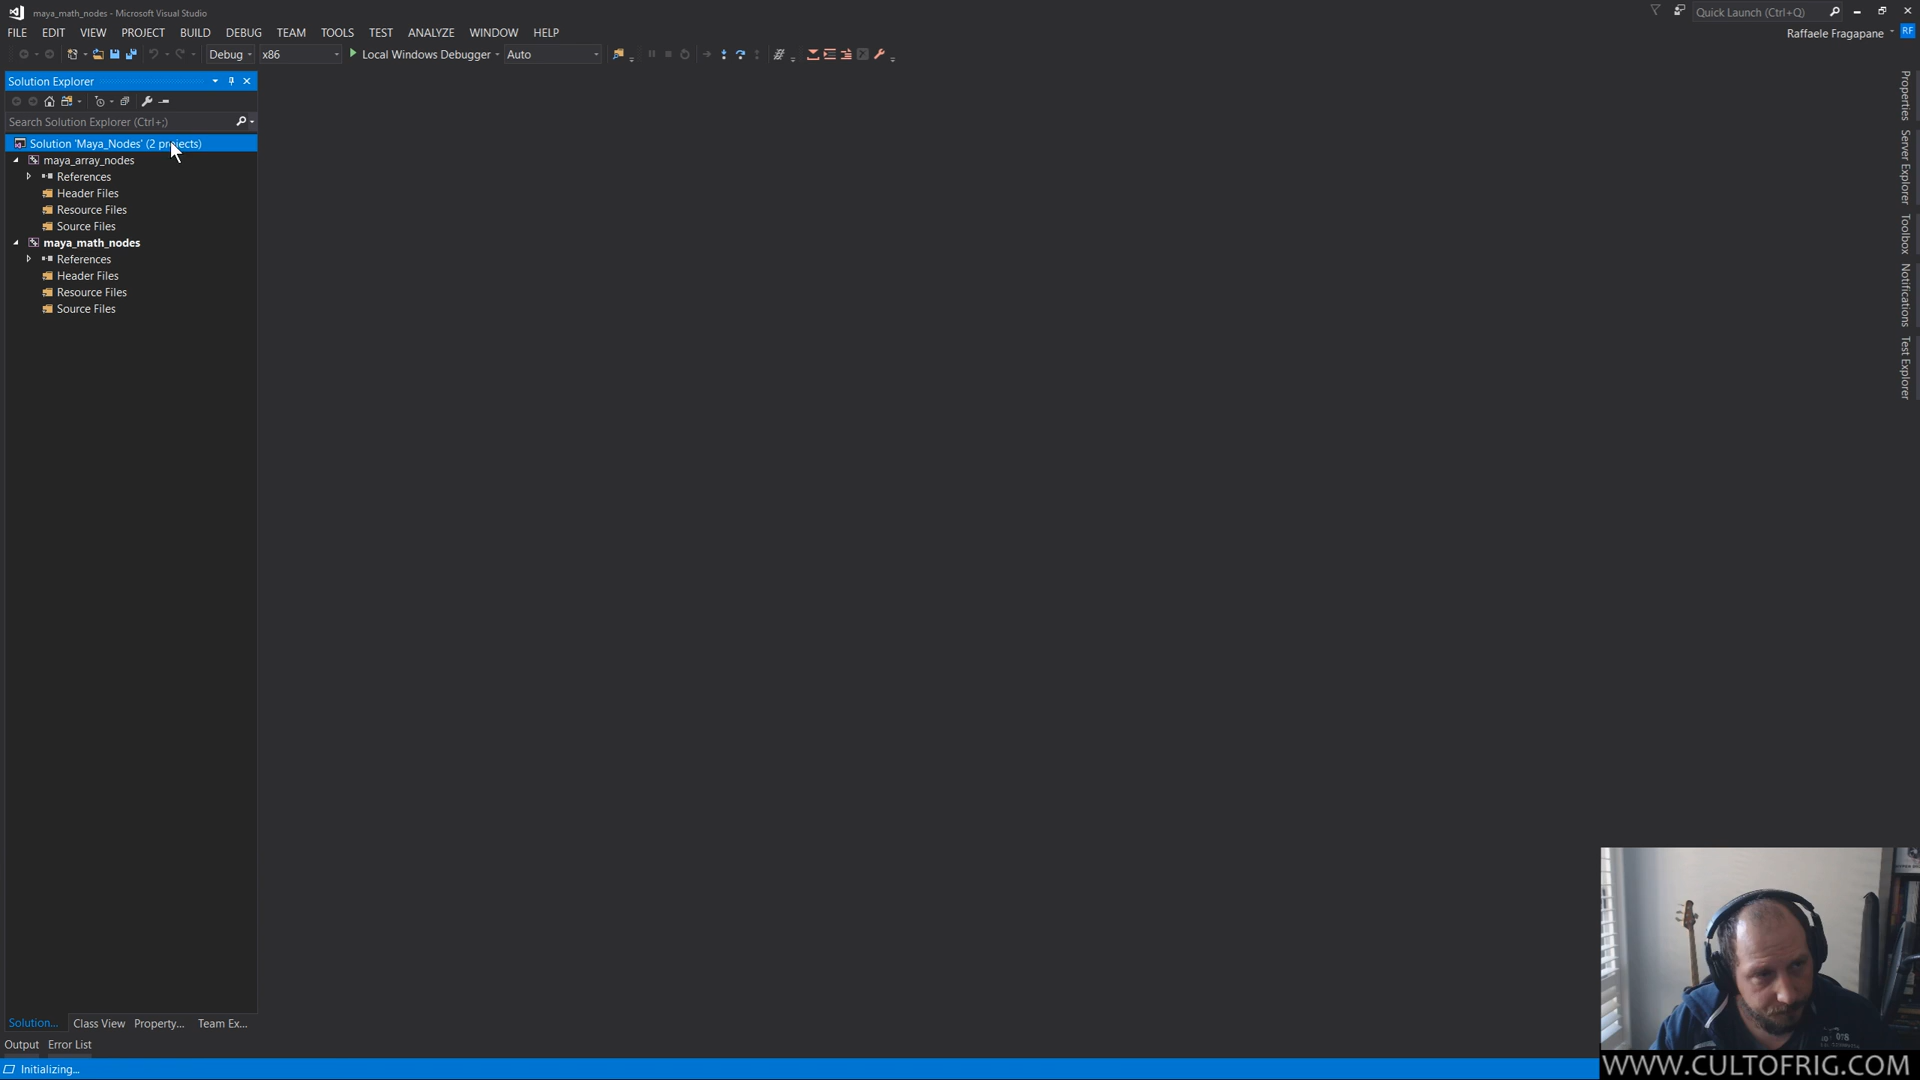 maya_math_nodes - Microsoft Visual Studio
Quick Launch (Ctrl+Q)
FILE EDIT VIEW PROJECT BUILD DEBUG TEAM TOOLS TEST ANALYZE WINDOW HELP
Raffaele Fragapane RF
Debug x86 Local Windows Debugger Auto
Solution Explorer
Search Solution Explorer (Ctrl+;)
Solution 'Maya_Nodes' (2 projects)
maya_array_nodes
References
Header Files
Resource Files
Source Files
maya_math_nodes
References
Header Files
Resource Files
Source Files
Properties
Server Explorer
Toolbox
Notifications
Test Explorer
Solution... Class View Property... Team Ex...
Output Error List
Initializing...
WWW.CULTOFRIG.COM